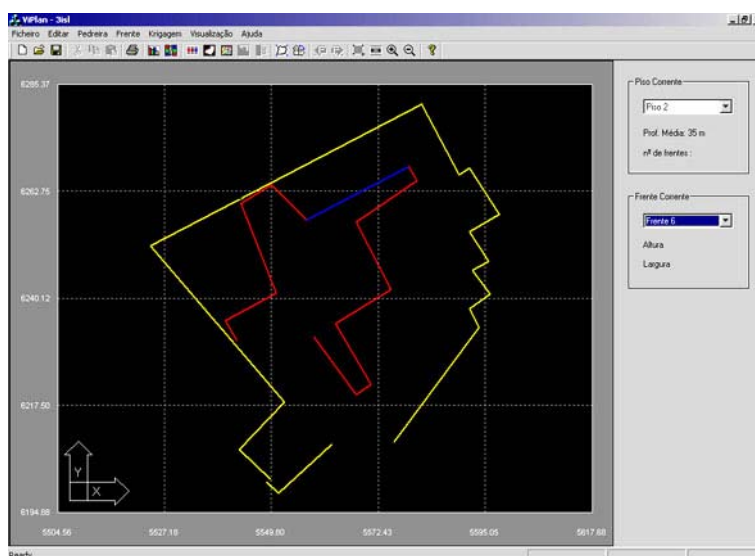 ViPlan - 3isl
Ficheiro Editar Pedreira Frente Krigagem Visualização Ajuda
6285.37
6262.75
6240.12
6217.50
6194.88
5504.56 5527.18 5549.80 5572.43 5595.05 5617.68
Y
X
Piso Corrente
Piso 2
Prof. Média: 35 m
nº de frentes :
Frente Corrente
Frente 6
Altura
Largura
Ready